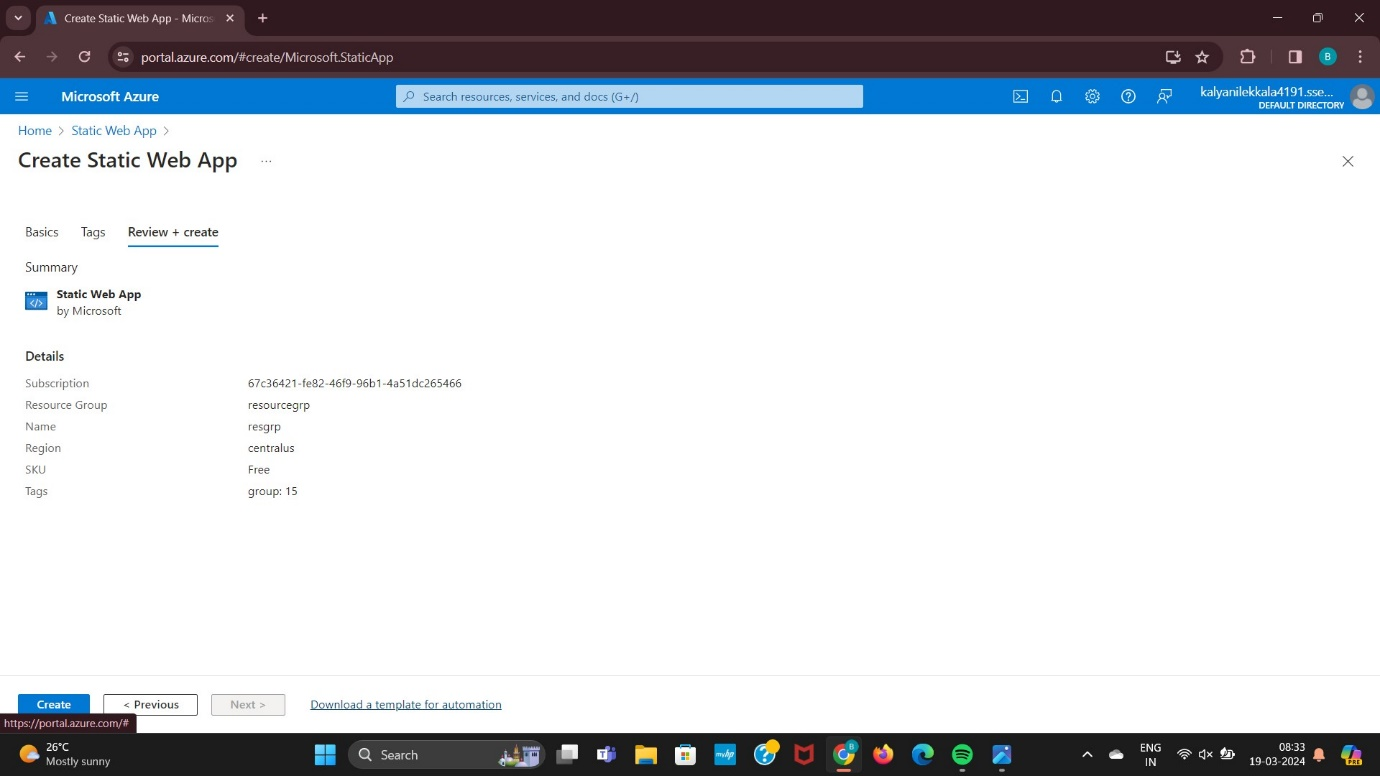 Create Static Web App - Micros
portal.azure.com/#create/Microsoft.StaticApp
B
Microsoft Azure
Search resources, services, and docs (G+/)
kalyanilekkala4191.sse...
DEFAULT DIRECTORY
Home > Static Web App >
Create Static Web App ...
Basics Tags Review + create
Summary
Static Web App
by Microsoft
Details
Subscription 67c36421-fe82-46f9-96b1-4a51dc265466
Resource Group resourcegrp
Name resgrp
Region centralus
SKU Free
Tags group: 15
Create < Previous Next > Download a template for automation
https://portal.azure.com/#
26°C
Mostly sunny
Search
myhp
B
ENG
IN
08:33
19-03-2024
PRE